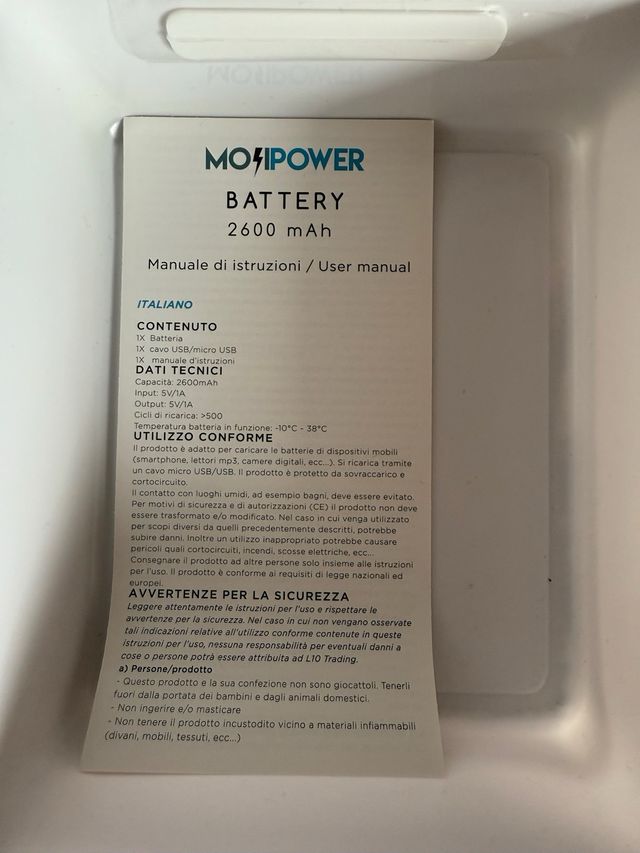 MOJIPOWER
BATTERY
2600 mAh
Manuale di istruzioni / User manual
ITALIANO
CONTENUTO
1X Batteria
1X cavo USB/micro USB
1X manuale d'istruzioni
DATI TECNICI
Capacità: 2600mAh
Input: 5V/1A
Output: 5V/1A
Cicli di ricarica: >500
Temperatura batteria in funzione: -10°C - 38°C
UTILIZZO CONFORME
Il prodotto è adatto per caricare le batterie di dispositivi mobili
(smartphone, lettori mp3, camere digitali, ecc...). Si ricarica tramite
un cavo micro USB/USB. Il prodotto è protetto da sovraccarico e
cortocircuito.
Il contatto con luoghi umidi, ad esempio bagni, deve essere evitato.
Per motivi di sicurezza e di autorizzazioni (CE) il prodotto non deve
essere trasformato e/o modificato. Nel caso in cui venga utilizzato
per scopi diversi da quelli precedentemente descritti, potrebbe
subire danni. Inoltre un utilizzo inappropriato potrebbe causare
pericoli quali cortocircuiti, incendi, scosse elettriche, ecc...
Consegnare il prodotto ad altre persone solo insieme alle istruzioni
per l'uso. Il prodotto è conforme ai requisiti di legge nazionali ed
europei.
AVVERTENZE PER LA SICUREZZA
Leggere attentamente le istruzioni per l'uso e rispettare le
avvertenze per la sicurezza. Nel caso in cui non vengano osservate
tali indicazioni relative all'utilizzo conforme contenute in queste
istruzioni per l'uso, nessuna responsabilità per eventuali danni a
cose o persone potrà essere attribuita ad L10 Trading.
a) Persone/prodotto
- Questo prodotto e la sua confezione non sono giocattoli. Tenerli
fuori dalla portata dei bambini e dagli animali domestici.
- Non ingerire e/o masticare
- Non tenere il prodotto incustodito vicino a materiali infiammabili
(divani, mobili, tessuti, ecc...)